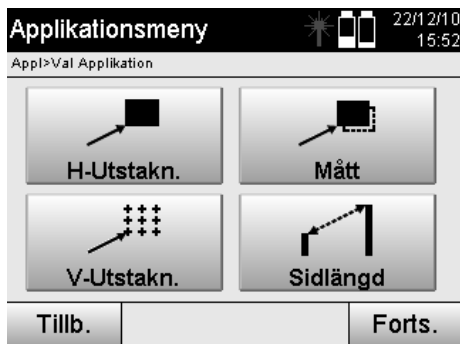 Applikationsmeny
22/12/10
15:52
Appl>Val Applikation
H-Utstakn.
Mått
V-Utstakn.
Sidlängd
Tillb.
Forts.